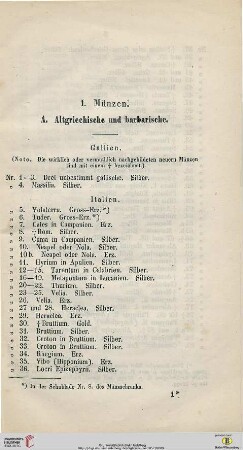 1. Münzen.
A. Altgriechische und barbarische.
Gallien.
(Nota. Die wirklich oder vermuthlich nachgebildeten neuern Münzen
sind mit einem † bezeichnet.)
Nr. 1- 3. Drei unbestimmt gallische. Silber.
„ 4. Massilia. Silber.
Italien.
„ 5. Volaterra. Gross-Erz.*)
„ 6. Tuder. Gross-Erz.*)
„ 7. Cales in Campanien. Erz.
„ 8. †Rom. Silber.
„ 9. Cuma in Campanien. Silber.
„ 10. Neapel oder Nola. Silber.
„ 10b. Neapel oder Nola. Erz.
„ 11. Hyrium in Apulien. Silber.
„ 12—15. Tarentum in Calabrien. Silber.
„ 16—19. Metapontum in Lucanien. Silber.
„ 20—22. Thurium. Silber.
„ 23—25. Velia. Silber.
„ 26. Velia. Erz.
„ 27 und 28. Heraclea. Silber.
„ 29. Heraclea. Erz.
„ 30. † Bruttium. Gold.
„ 31. Bruttium. Silber.
„ 32. Croton in Bruttium. Silber.
„ 33. Croton in Bruttium. Silber.
„ 34. Rhegium. Erz.
„ 35. Vibo (Hipponium). Erz.
„ 36. Locri Epizephyrii. Silber.
*) In der Schublade Nr. 8. des Münzschranks.
1*